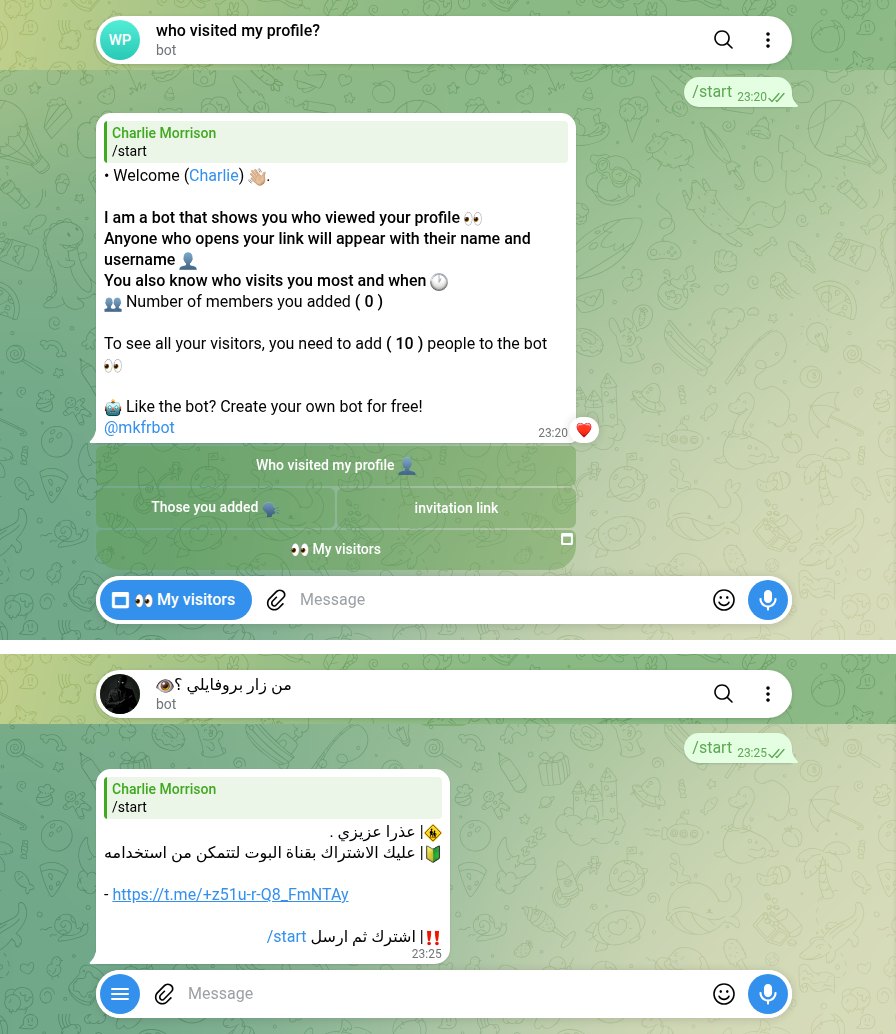 WP
who visited my profile?
bot
/start 23:20
Charlie Morrison
/start
• Welcome (Charlie) 👋🏼.
I am a bot that shows you who viewed your profile 👀
Anyone who opens your link will appear with their name and
username 👤
You also know who visits you most and when 🕐
👥 Number of members you added ( 0 )
To see all your visitors, you need to add ( 10 ) people to the bot
👀
🤖 Like the bot? Create your own bot for free!
@mkfrbot
23:20 ❤️
Who visited my profile 👤
Those you added 🗣
invitation link
👀 My visitors
👀 My visitors
Message
من زار بروفايلي ؟👁
bot
/start 23:25
Charlie Morrison
/start
🚸| عذرا عزيزي .
🔰| عليك الاشتراك بقناة البوت لتتمكن من استخدامه
- https://t.me/+z51u-r-Q8_FmNTAy
‼️| اشترك ثم ارسل /start
23:25
Message